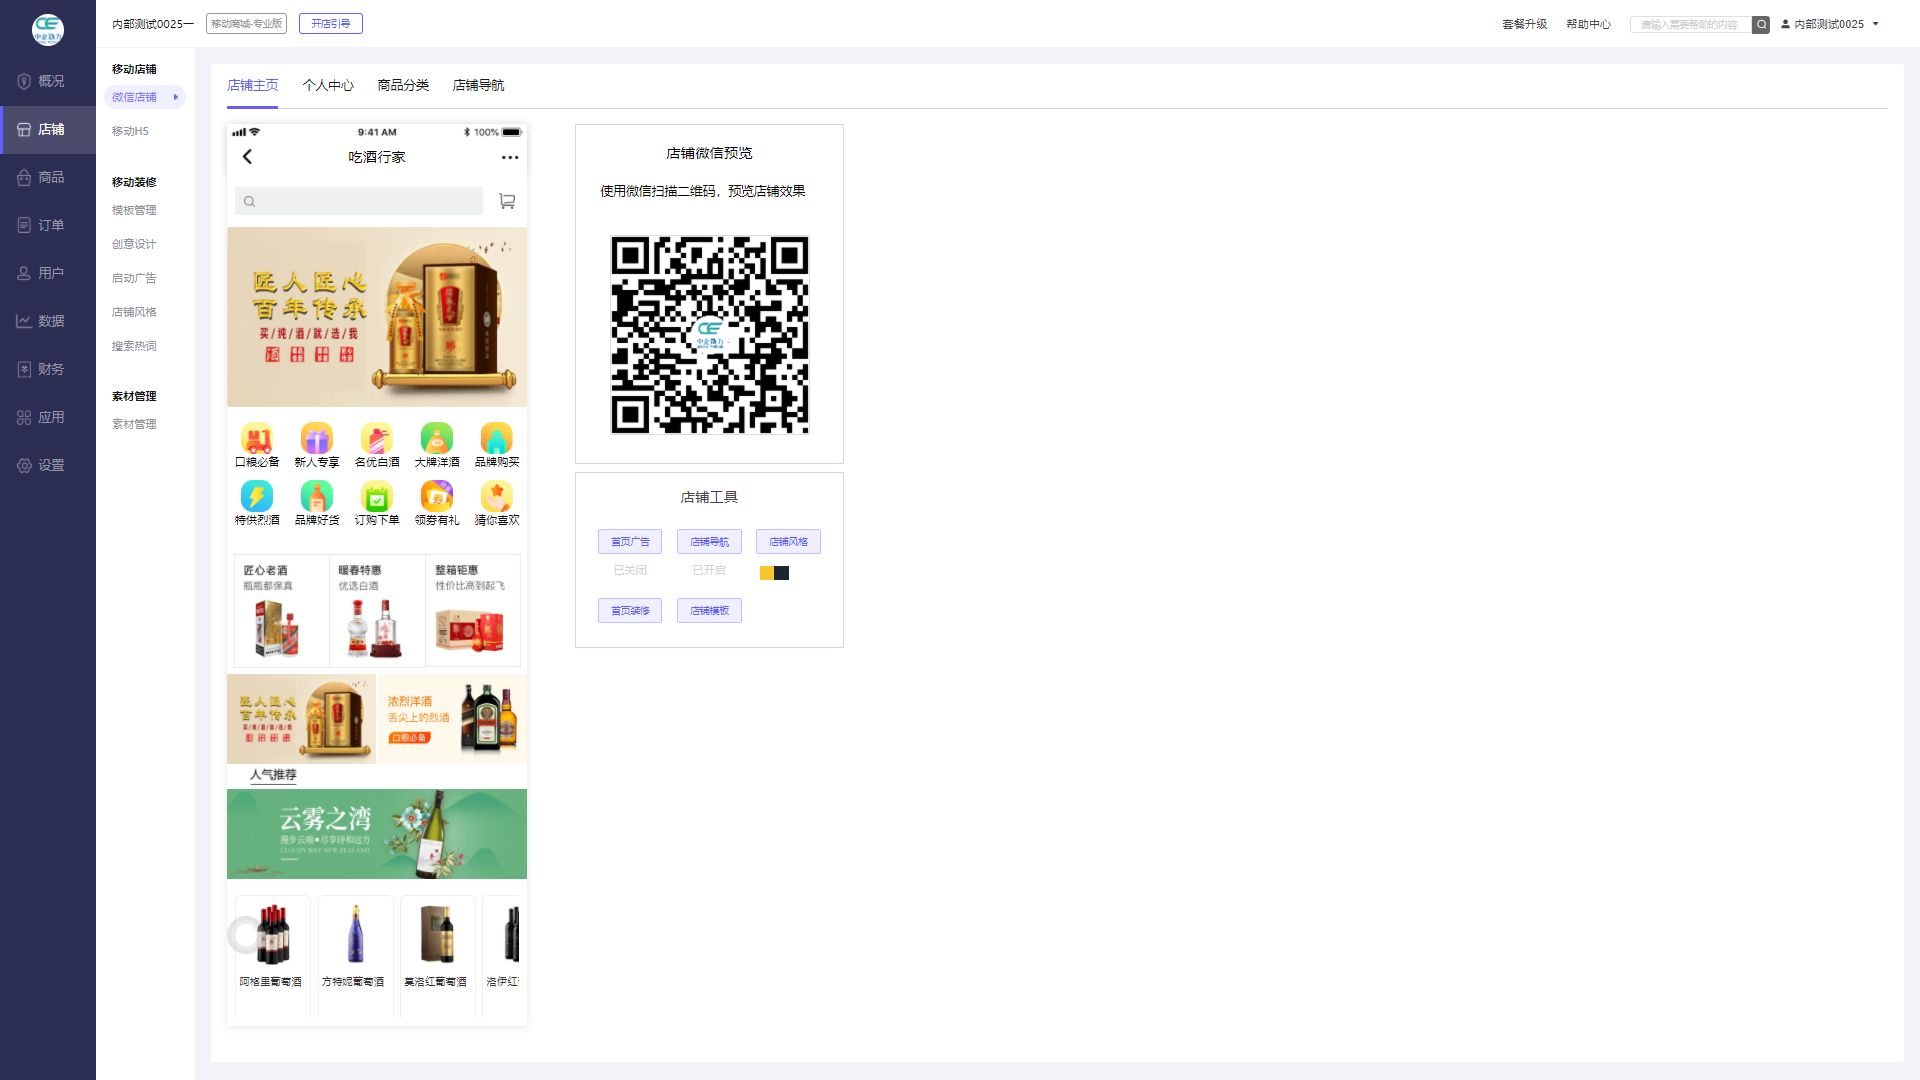 内部测试0025一
移动商城-专业版
开店引导
套餐升级
帮助中心
请输入需要帮助的内容
内部测试0025
概况
店铺
商品
订单
用户
数据
财务
应用
设置
移动店铺
微信店铺
移动H5
移动装修
模板管理
创意设计
启动广告
店铺风格
搜索热词
素材管理
素材管理
店铺主页
个人中心
商品分类
店铺导航
9:41 AM
100%
吃酒行家
匠人匠心
百年传承
买/纯/酒/就/选/我
口粮必备
新人专享
名优白酒
大牌洋酒
品牌购买
特供烈酒
品牌好货
订购下单
领券有礼
猜你喜欢
匠心老酒
瓶瓶都保真
暖春特惠
优选白酒
整箱钜惠
性价比高到起飞
匠人匠心
百年传承
买/纯/酒/就/选/我
浓烈洋酒
舌尖上的烈酒
口粮必备
人气推荐
云雾之湾
漫步云端●尽享诗和远方
CLOUDY BAY NEW ZEALAND
阿格里葡萄酒
方特妮葡萄酒
莫洛红葡萄酒
洛伊红
店铺微信预览
使用微信扫描二维码，预览店铺效果
中企动力
店铺工具
首页广告
店铺导航
店铺风格
已关闭
已开启
首页装修
店铺模板